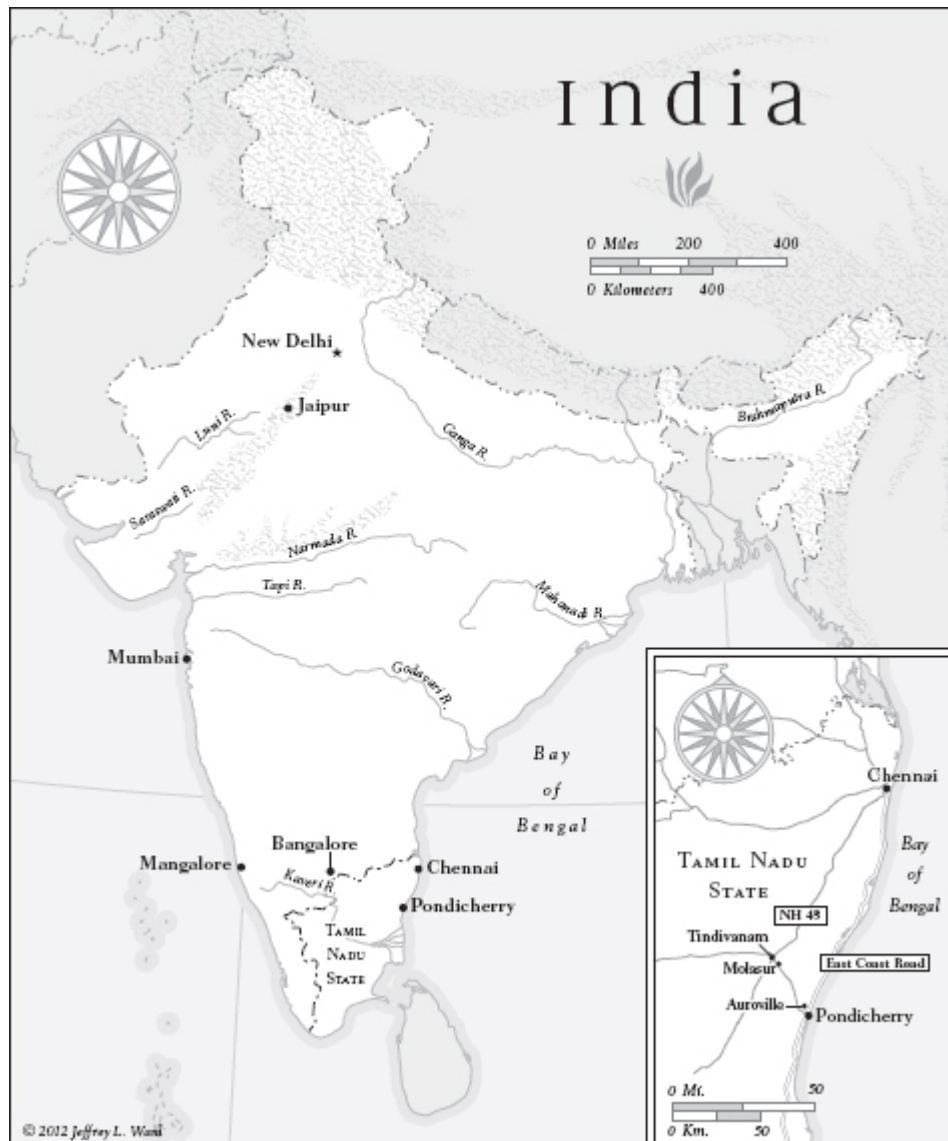 India
0 Miles 200 400
0 Kilometers 400
New Delhi
Jaipur
Luni R.
Ganga R.
Brahmaputra R.
Saraswati R.
Narmada R.
Tapi R.
Mahanadi R.
Mumbai
Godavari R.
Bay
of
Bengal
Bangalore
Mangalore
Chennai
Kaveri R.
Pondicherry
Tamil
Nadu
State
© 2012 Jeffrey L. Ward
Chennai
Tamil Nadu
State
Bay
of
Bengal
NH 45
Tindivanam
Molasur
East Coast Road
Auroville
Pondicherry
0 Mi. 50
0 Km. 50